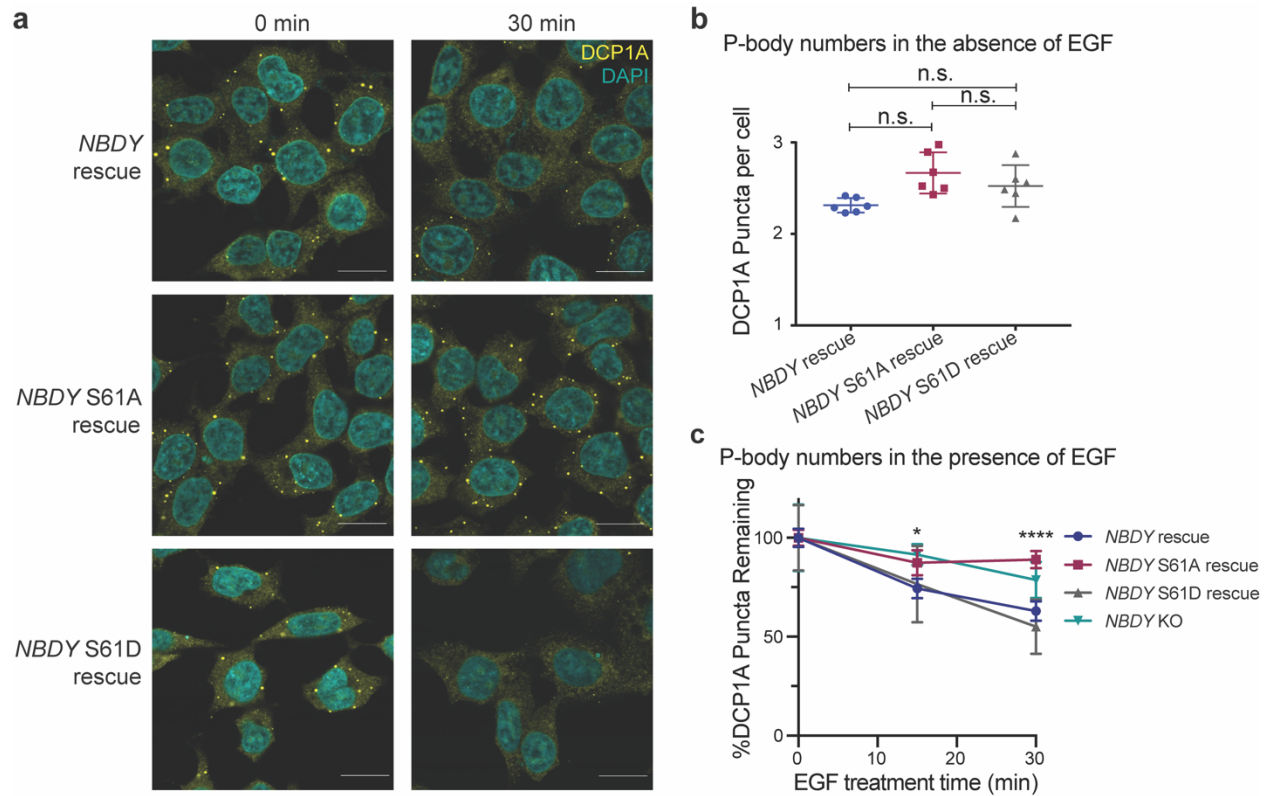 a
0 min
30 min
DCP1A
DAPI
NBDY
rescue
NBDY S61A
rescue
NBDY S61D
rescue
b
P-body numbers in the absence of EGF
n.s.
n.s.
n.s.
DCP1A Puncta per cell
3
2
1
NBDY rescue
NBDY S61A rescue
NBDY S61D rescue
c
P-body numbers in the presence of EGF
%DCP1A Puncta Remaining
100
50
0
*
****
NBDY rescue
NBDY S61A rescue
NBDY S61D rescue
NBDY KO
0 10 20 30
EGF treatment time (min)